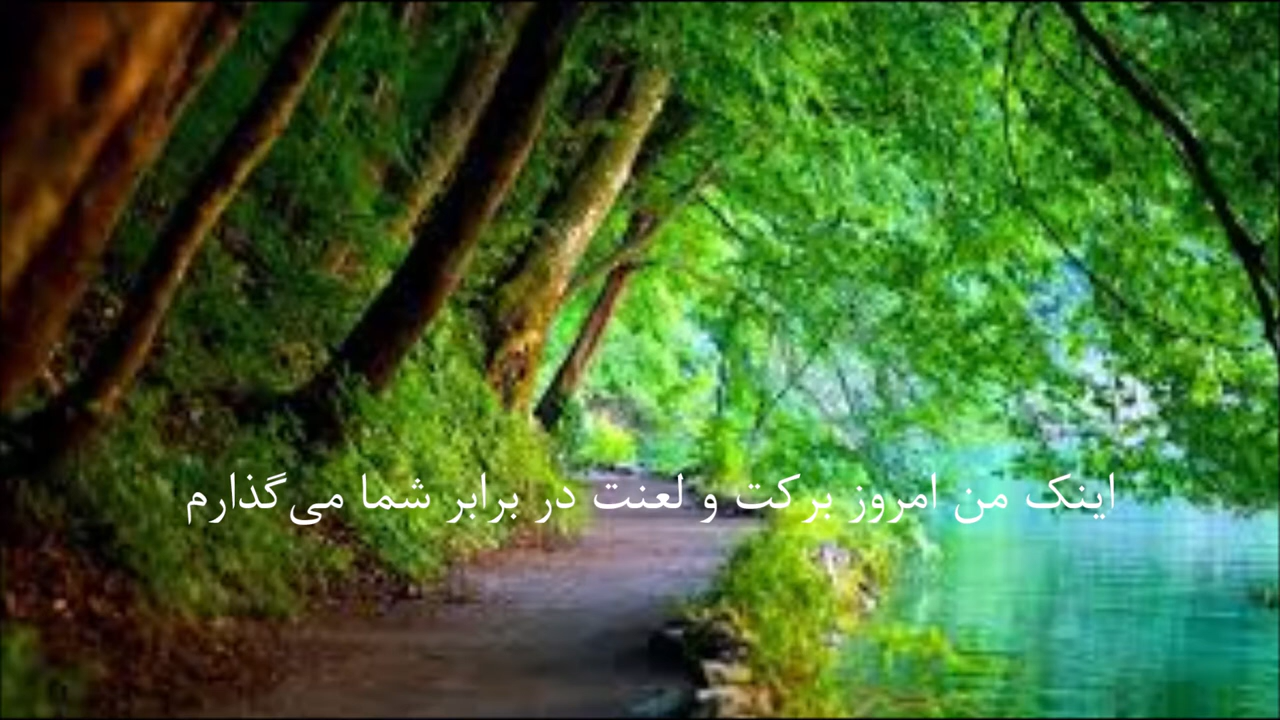 اینک من امروز برکت و لعنت در برابر شما می‌گذارم